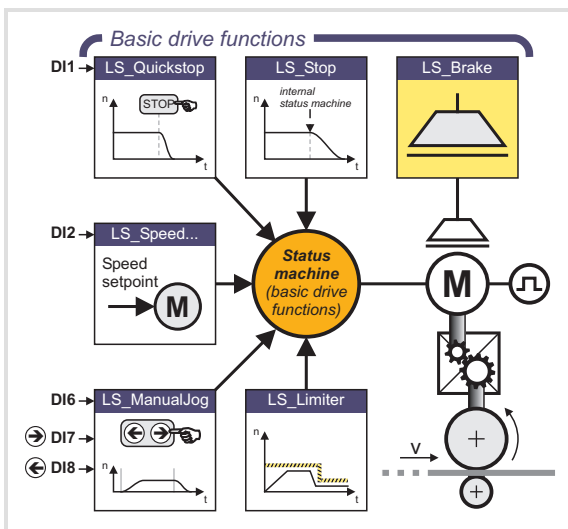 Basic drive functions
DI1
LS_Quickstop
LS_Stop
LS_Brake
n
STOP
t
n
internal
status machine
t
DI2
LS_Speed...
Speed
setpoint
M
Status
machine
(basic drive
functions)
M
DI6
LS_ManualJog
LS_Limiter
DI7
DI8
n
t
n
t
v